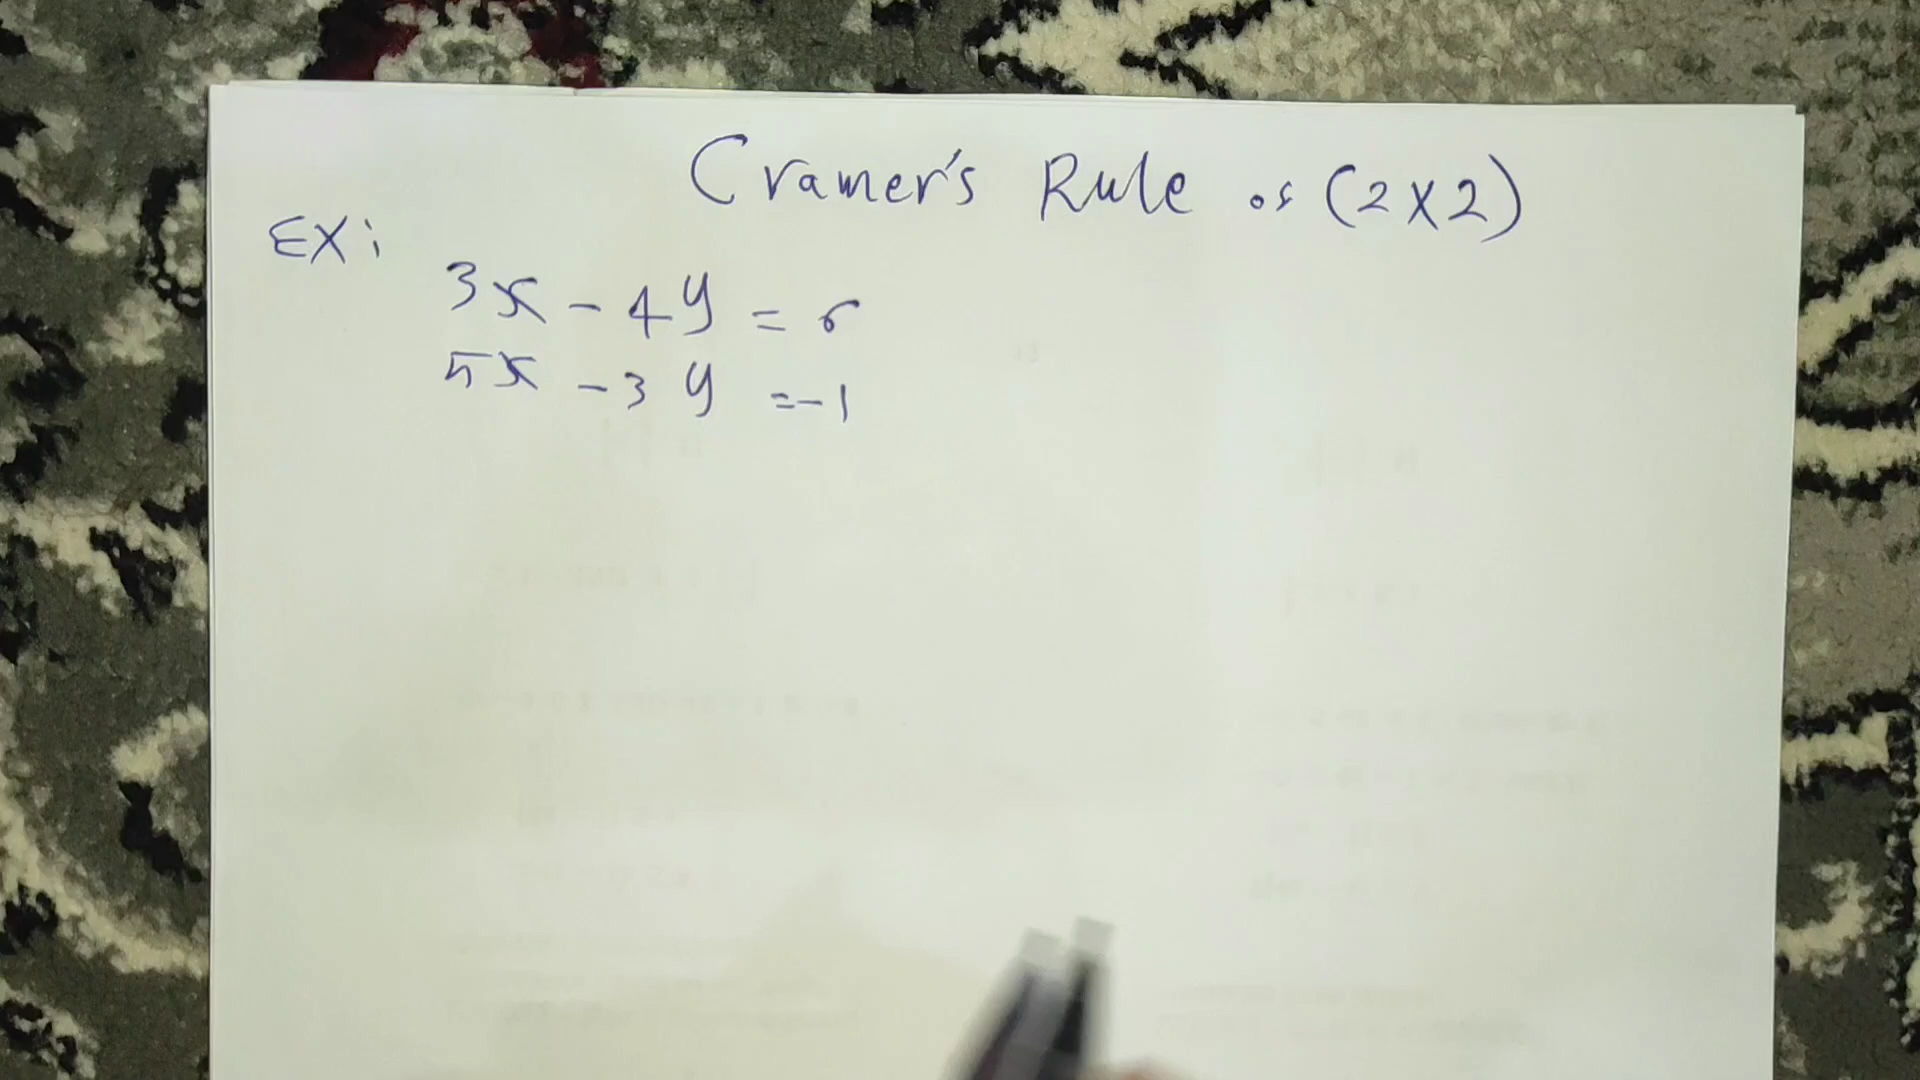 Cramer's Rule of (2x2)
EX:
3x - 4y = 6
5x - 3y = -1